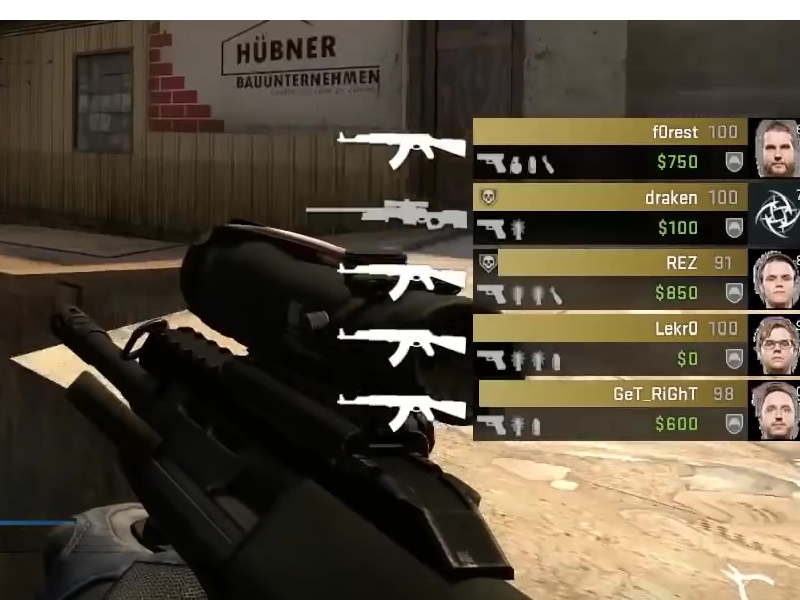 HÜBNER
BAUUNTERNEHMEN
f0rest 100
$750
draken 100
$100
REZ 91
$850
Lekr0 100
$0
GeT_RiGhT 98
$600